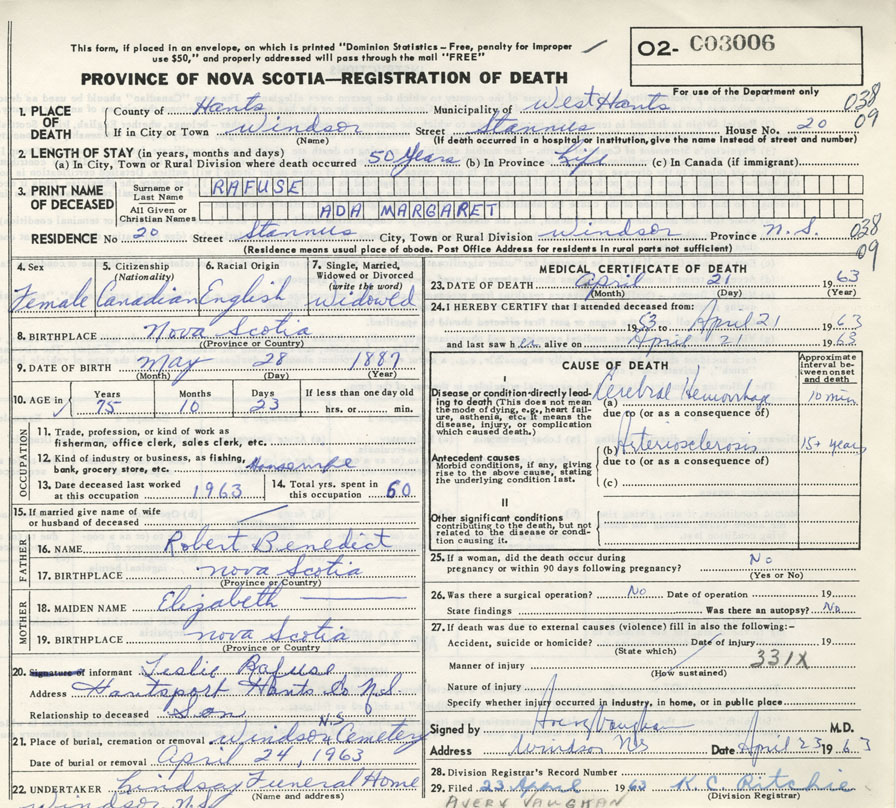 This form, if placed in an envelope, on which is printed "Dominion Statistics – Free, penalty for improper
use $50," and properly addressed will pass through the mail "FREE"
O2- C03006
PROVINCE OF NOVA SCOTIA—REGISTRATION OF DEATH
For use of the Department only
038
09
1. PLACE OF DEATH County of Hants Municipality of West Hants
If in City or Town Windsor Street Stannus House No. 20
(Name) (If death occurred in a hospital or institution, give the name instead of street and number)
2. LENGTH OF STAY (in years, months and days)
(a) In City, Town or Rural Division where death occurred 50 years (b) In Province Life (c) In Canada (if immigrant)
3. PRINT NAME OF DECEASED Surname or Last Name RAFUSE
All Given or Christian Names ADA MARGARET
RESIDENCE No 20 Street Stannus City, Town or Rural Division Windsor Province N.S. 038
09
(Residence means usual place of abode. Post Office Address for residents in rural parts not sufficient)
4. Sex Female
5. Citizenship (Nationality) Canadian
6. Racial Origin English
7. Single, Married, Widowed or Divorced (write the word) Widowed
8. BIRTHPLACE Nova Scotia
(Province or Country)
9. DATE OF BIRTH May 28 1887
(Month) (Day) (Year)
10. AGE in Years 75 Months 10 Days 23 If less than one day old hrs. or min.
OCCUPATION
11. Trade, profession, or kind of work as
fisherman, office clerk, sales clerk, etc.
12. Kind of industry or business, as fishing,
bank, grocery store, etc. Housewife
13. Date deceased last worked at this occupation 1963
14. Total yrs. spent in this occupation 60
15. If married give name of wife
or husband of deceased
FATHER
16. NAME Robert Benedict
17. BIRTHPLACE Nova Scotia
(Province or Country)
MOTHER
18. MAIDEN NAME Elizabeth
19. BIRTHPLACE Nova Scotia
(Province or Country)
20. Signature of informant Leslie Rafuse
Address Hantsport Hants Co N.S.
Relationship to deceased Son
N.S.
21. Place of burial, cremation or removal Windsor Cemetery
Date of burial or removal April 24, 1963
22. UNDERTAKER Lindsay Funeral Home
(Name and address)
Windsor N.S.
MEDICAL CERTIFICATE OF DEATH
23. DATE OF DEATH April 21 1963
(Month) (Day) (Year)
24. I HEREBY CERTIFY that I attended deceased from:
1953 to April 21 1963
and last saw her alive on April 21 1963
CAUSE OF DEATH
Approximate interval between onset and death
I
Disease or condition directly leading to death (This does not mean the mode of dying, e.g., heart failure, asthenia, etc. It means the disease, injury, or complication which caused death.)
(a) Cerebral Hemorrhage 10 min
due to (or as a consequence of)
Antecedent causes
Morbid conditions, if any, giving rise to the above cause, stating the underlying condition last.
(b) Arteriosclerosis 15+ years
due to (or as a consequence of)
(c)
II
Other significant conditions
contributing to the death, but not related to the disease or condition causing it.
25. If a woman, did the death occur during
pregnancy or within 90 days following pregnancy? No
(Yes or No)
26. Was there a surgical operation? No Date of operation 19
State findings Was there an autopsy? No
27. If death was due to external causes (violence) fill in also the following:-
Accident, suicide or homicide? Date of injury 19
(State which)
Manner of injury 331X
(How sustained)
Nature of injury
Specify whether injury occurred in industry, in home, or in public place
Signed by Avery Vaughan M.D.
Address Windsor NS Date April 23 1963
28. Division Registrar's Record Number
29. Filed 23 April 1963 K. C. Ritchie
(Division Registrar)
AVERY VAUGHAN